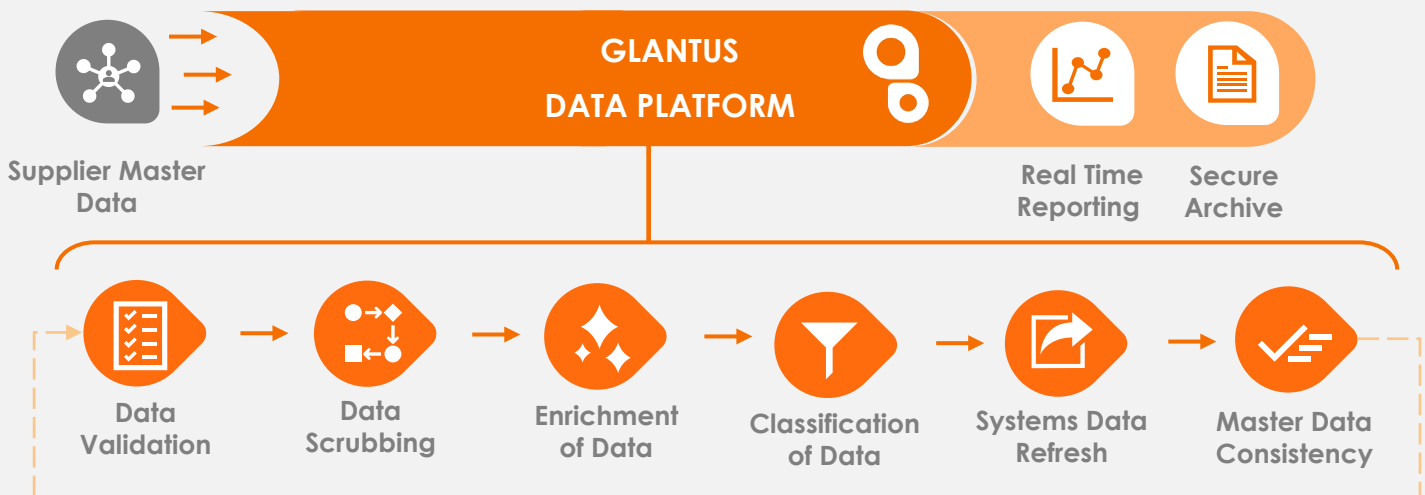 GLANTUS
DATA PLATFORM
Supplier Master
Data
Real Time
Reporting
Secure
Archive
Data
Validation
Data
Scrubbing
Enrichment
of Data
Classification
of Data
Systems Data
Refresh
Master Data
Consistency